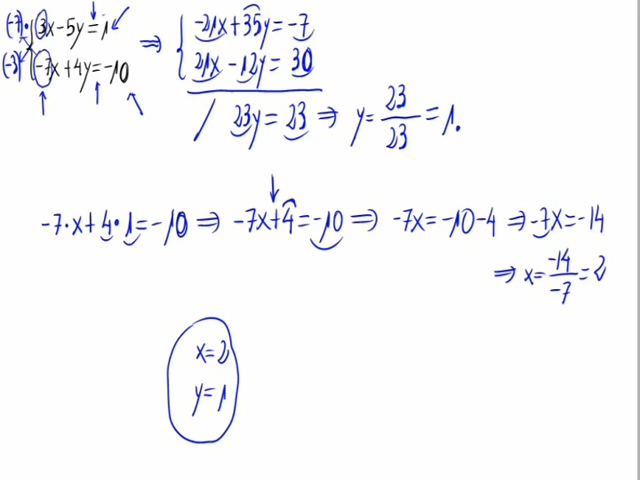 (-7)· 3x-5y=1 ⇒ { -21x+35y=-7
(-3)· -7x+4y=-10 21x-12y=30
/ 23y=23 ⇒ y=23/23=1.
-7·x+4·1=-10 ⇒ -7x+4=-10 ⇒ -7x=-10-4 ⇒ -7x=-14
⇒ x=-14/-7=2
x=2
y=1